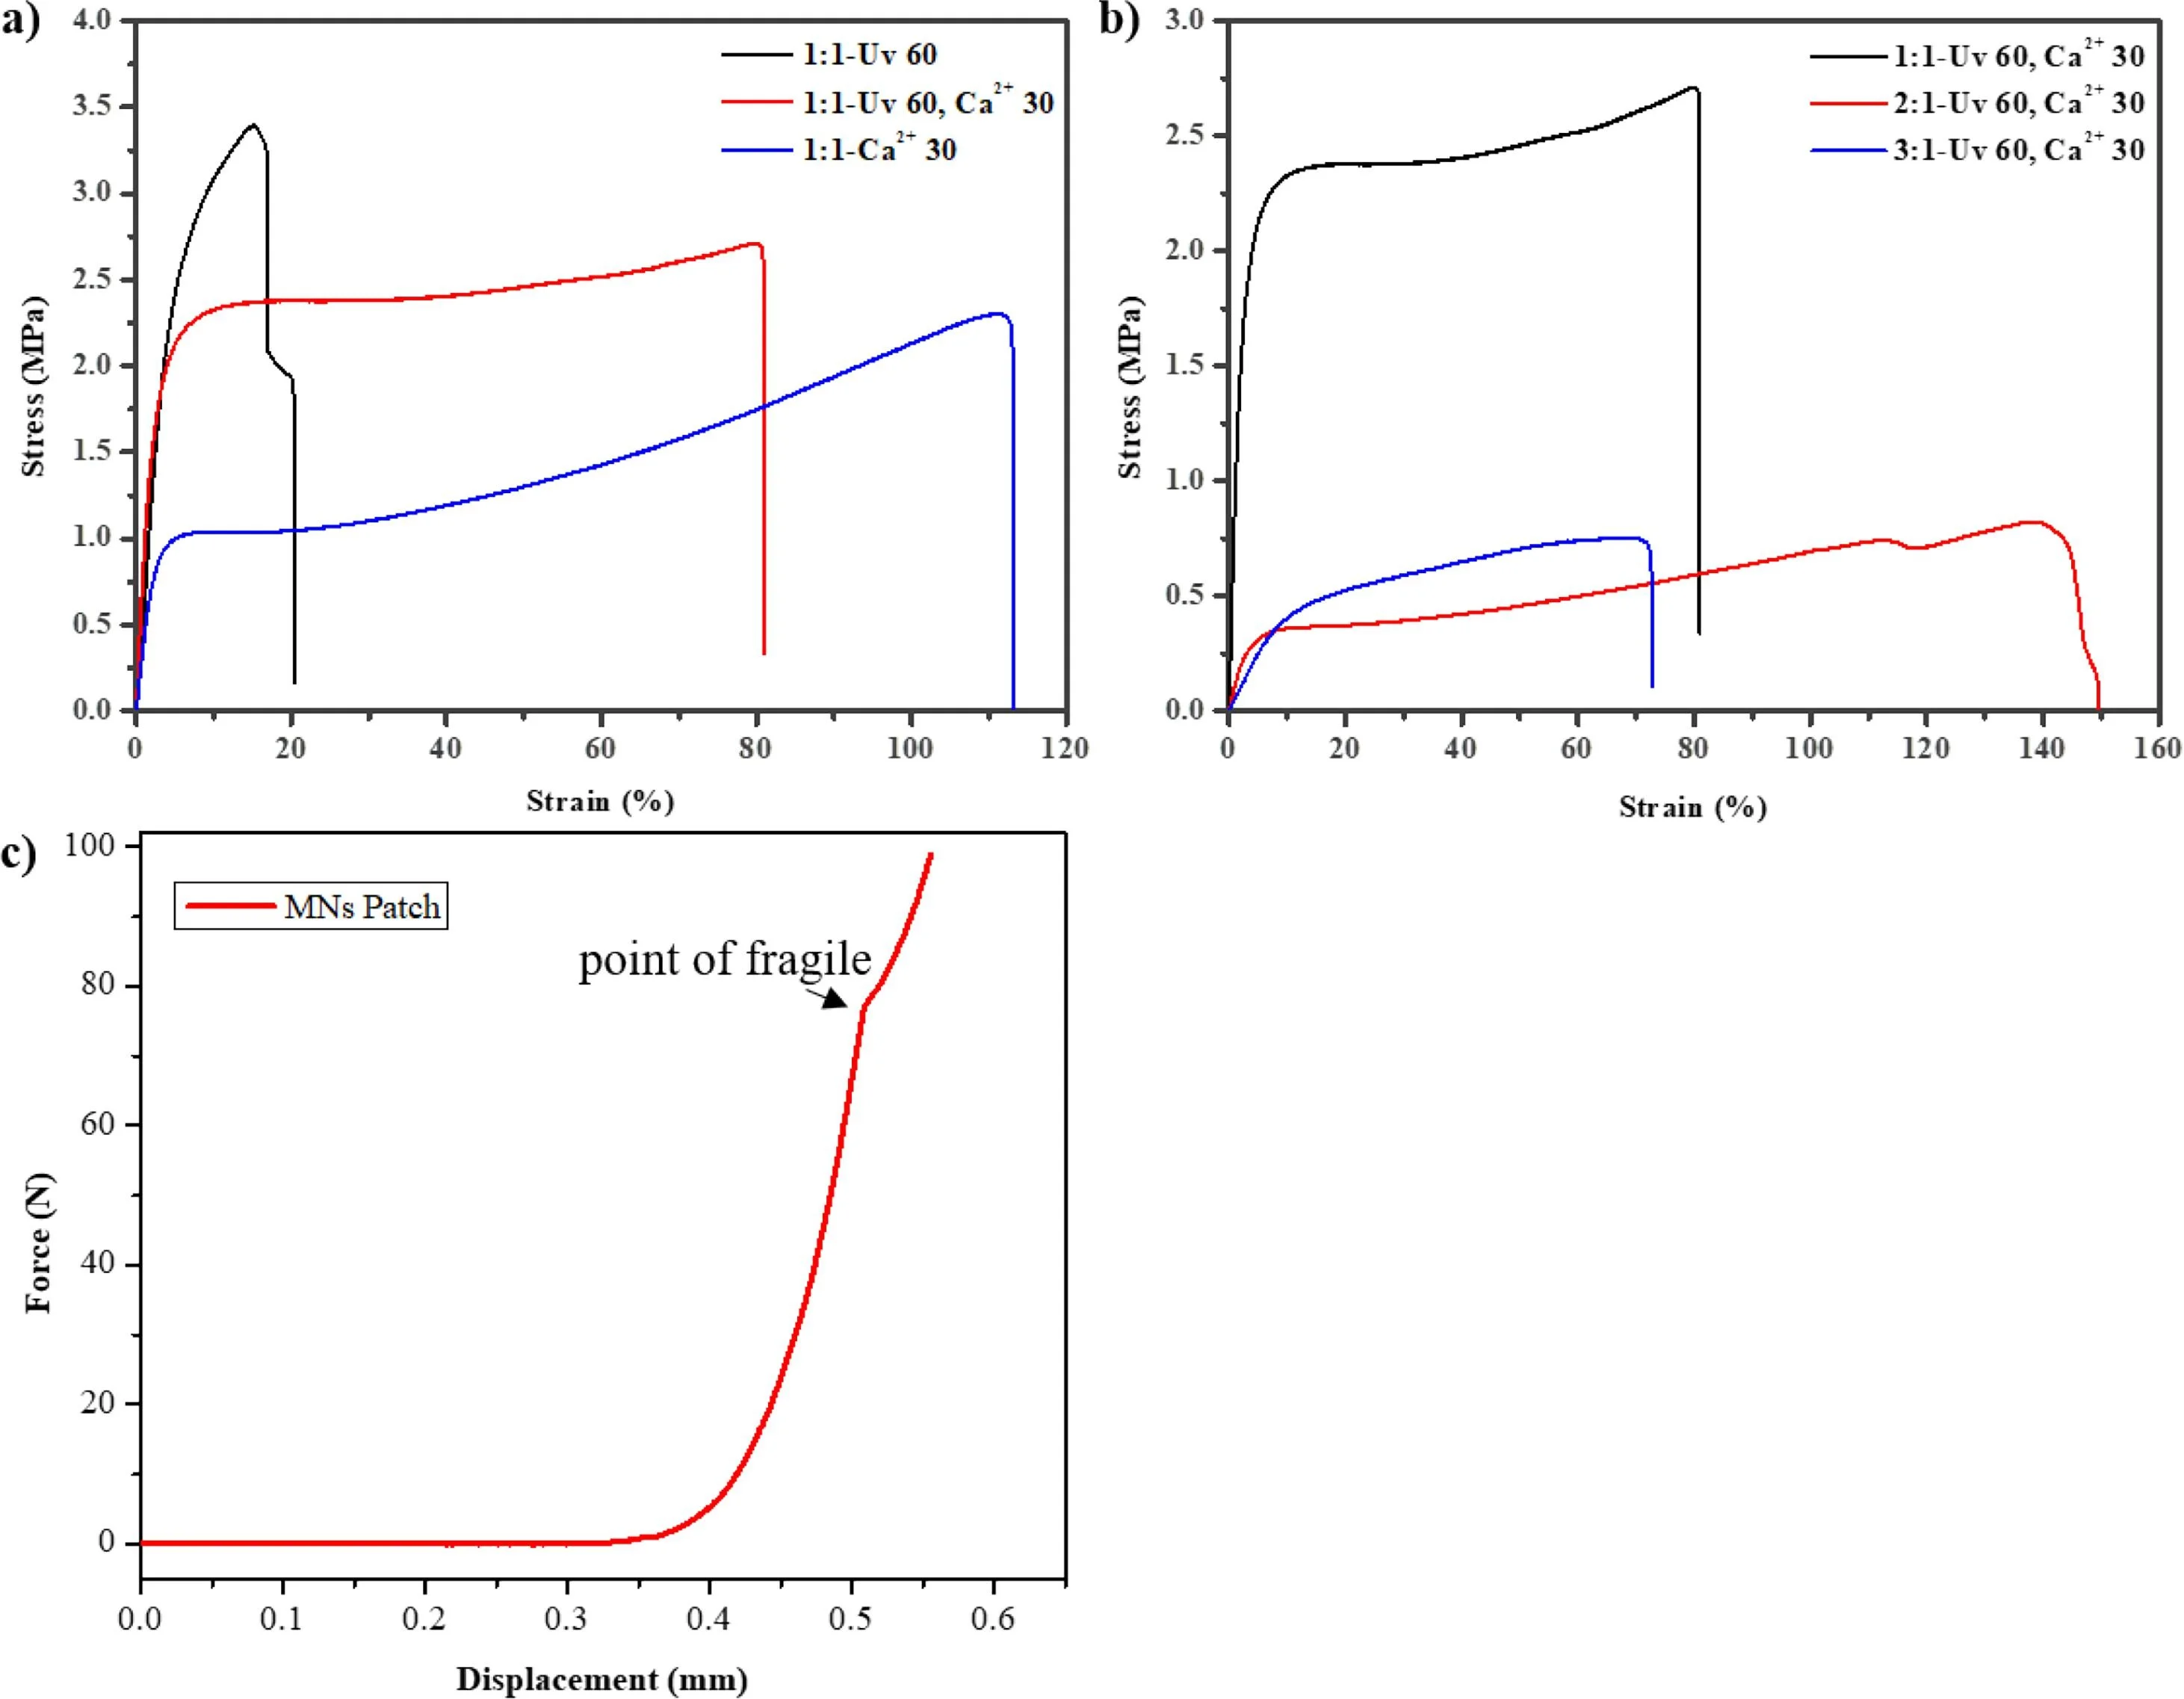 a)
4.0
3.5
3.0
2.5
2.0
1.5
1.0
0.5
0.0
Stress (MPa)
1:1-Uv 60
1:1-Uv 60, Ca²⁺ 30
1:1-Ca²⁺ 30
0 20 40 60 80 100 120
Strain (%)
b)
3.0
2.5
2.0
1.5
1.0
0.5
0.0
Stress (MPa)
1:1-Uv 60, Ca²⁺ 30
2:1-Uv 60, Ca²⁺ 30
3:1-Uv 60, Ca²⁺ 30
0 20 40 60 80 100 120 140 160
Strain (%)
c)
100
80
60
40
20
0
Force (N)
MNs Patch
point of fragile
0.0 0.1 0.2 0.3 0.4 0.5 0.6
Displacement (mm)